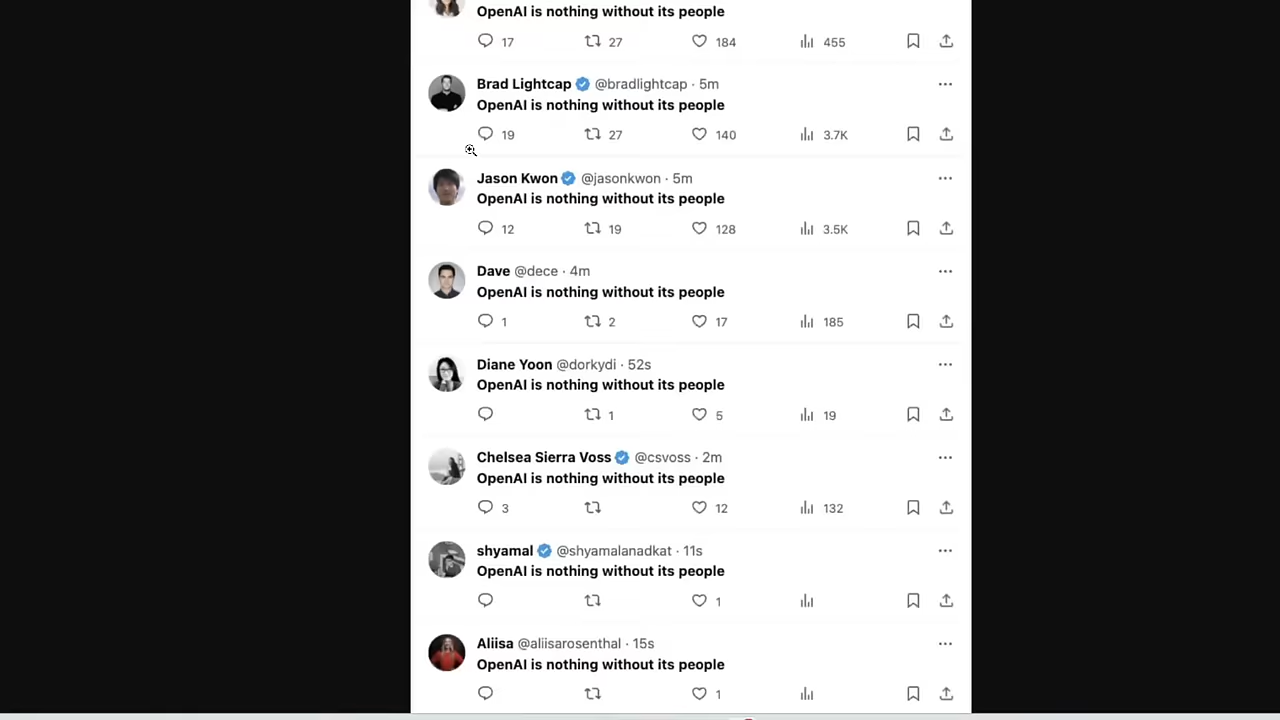 OpenAI is nothing without its people
17 27 184 455
Brad Lightcap @bradlightcap · 5m
OpenAI is nothing without its people
19 27 140 3.7K
Jason Kwon @jasonkwon · 5m
OpenAI is nothing without its people
12 19 128 3.5K
Dave @dece · 4m
OpenAI is nothing without its people
1 2 17 185
Diane Yoon @dorkydi · 52s
OpenAI is nothing without its people
1 5 19
Chelsea Sierra Voss @csvoss · 2m
OpenAI is nothing without its people
3 12 132
shyamal @shyamalanadkat · 11s
OpenAI is nothing without its people
1
Aliisa @aliisarosenthal · 15s
OpenAI is nothing without its people
1